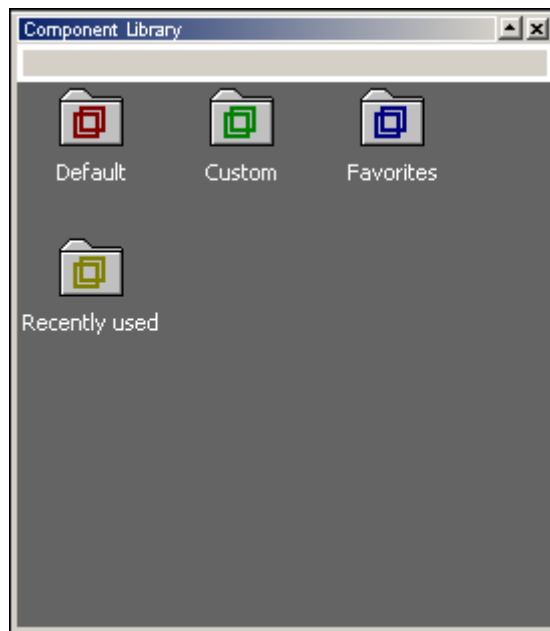 Component Library
Default
Custom
Favorites
Recently used